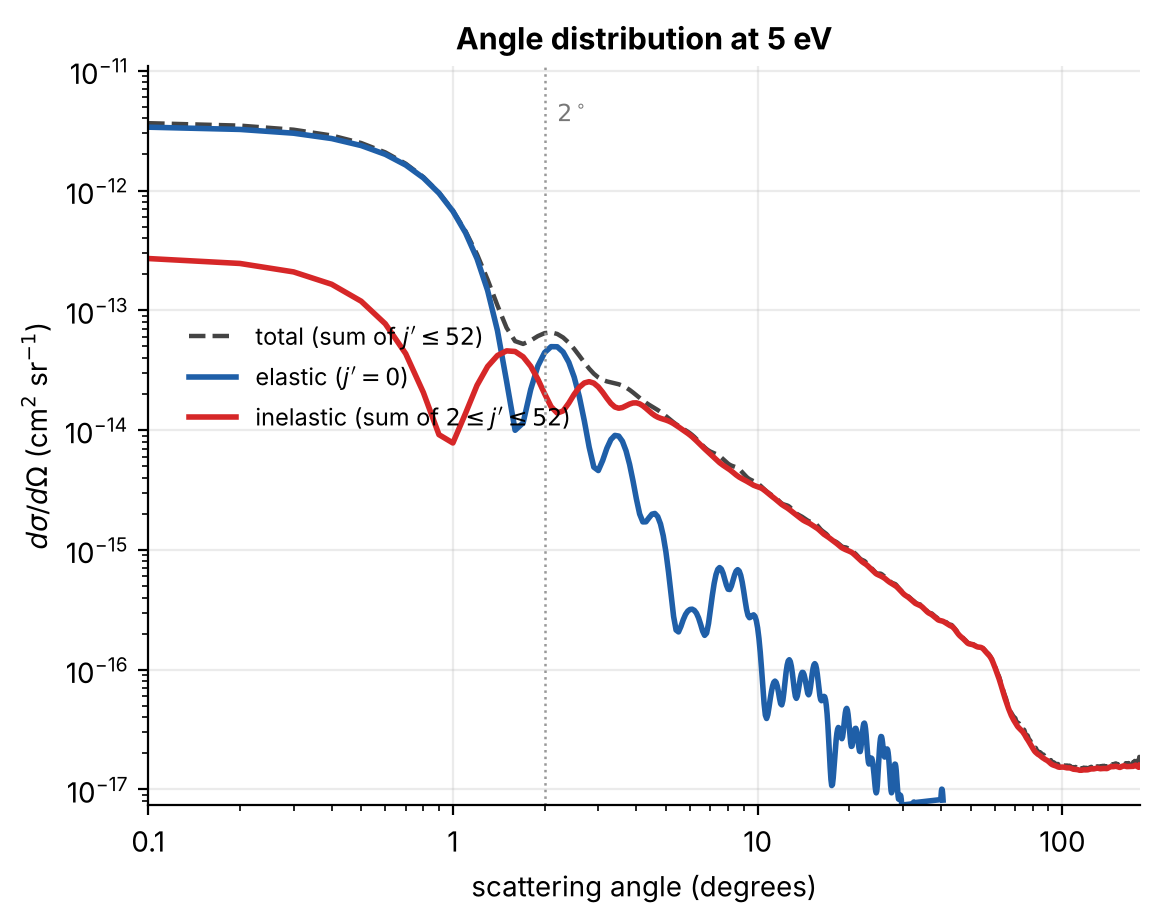 Angle distribution at 5 eV
10⁻¹¹
10⁻¹²
10⁻¹³
10⁻¹⁴
10⁻¹⁵
10⁻¹⁶
10⁻¹⁷
dσ/dΩ (cm² sr⁻¹)
2°
total (sum of j′ ≤ 52)
elastic (j′ = 0)
inelastic (sum of 2 ≤ j′ ≤ 52)
0.1 1 10 100
scattering angle (degrees)